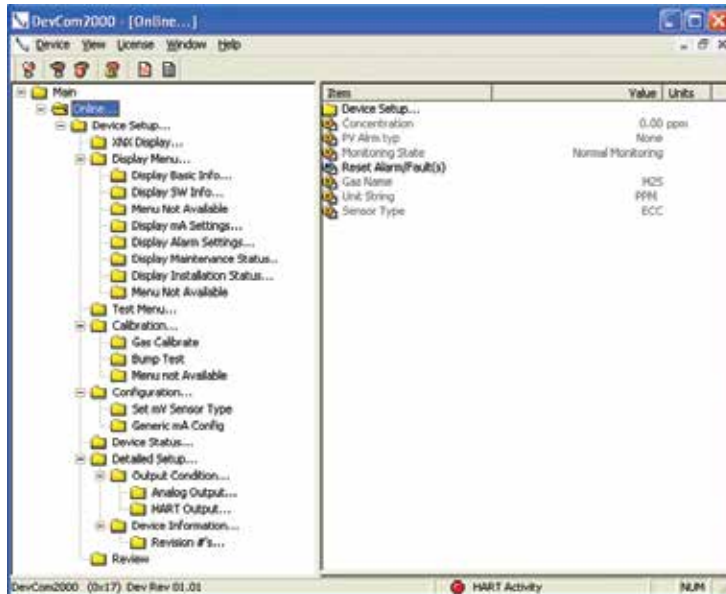 DevCom2000 - [Online...]
Device View License Window Help
Main
Online...
Device Setup...
XNX Display...
Display Menu...
Display Basic Info...
Display SW Info...
Menu Not Available
Display mA Settings...
Display Alarm Settings...
Display Maintenance Status..
Display Installation Status...
Menu Not Available
Test Menu...
Calibration...
Gas Calibrate
Bump Test
Menu not Available
Configuration...
Set mV Sensor Type
Generic mA Config
Device Status...
Detailed Setup...
Output Condition...
Analog Output...
HART Output...
Device Information...
Revision #'s...
Review
Item Value Units
Device Setup...
Concentration 0.00 ppm
PV Alrm typ None
Monitoring State Normal Monitoring
Reset Alarm/Fault(s)
Gas Name H2S
Unit String PPM
Sensor Type ECC
DevCom2000 (0x17) Dev Rev 01.01 HART Activity NUM